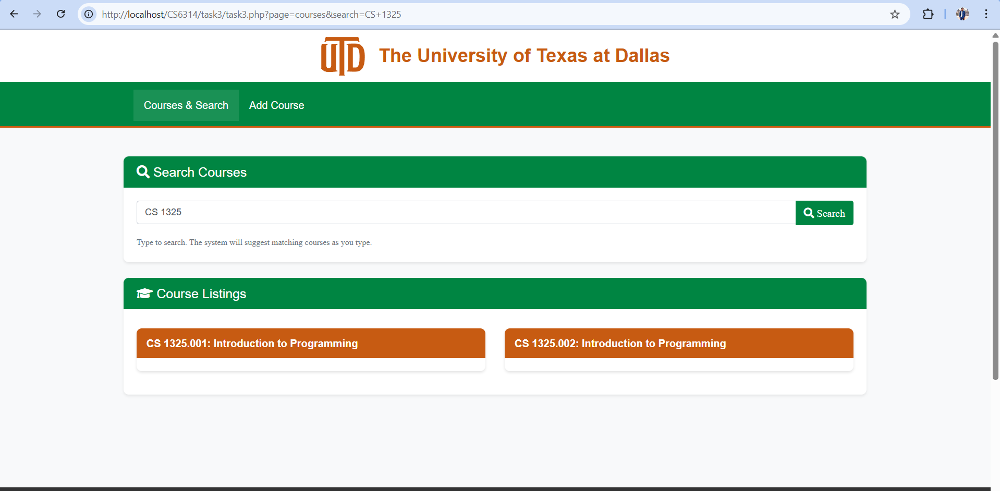 http://localhost/CS6314/task3/task3.php?page=courses&search=CS+1325
UTD
The University of Texas at Dallas
Courses & Search
Add Course
Search Courses
CS 1325
Search
Type to search. The system will suggest matching courses as you type.
Course Listings
CS 1325.001: Introduction to Programming
CS 1325.002: Introduction to Programming